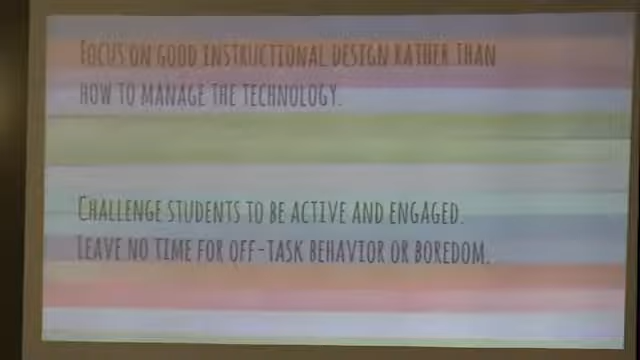 Focus on good instructional design rather than
how to manage the technology.
Challenge students to be active and engaged.
Leave no time for off-task behavior or boredom.